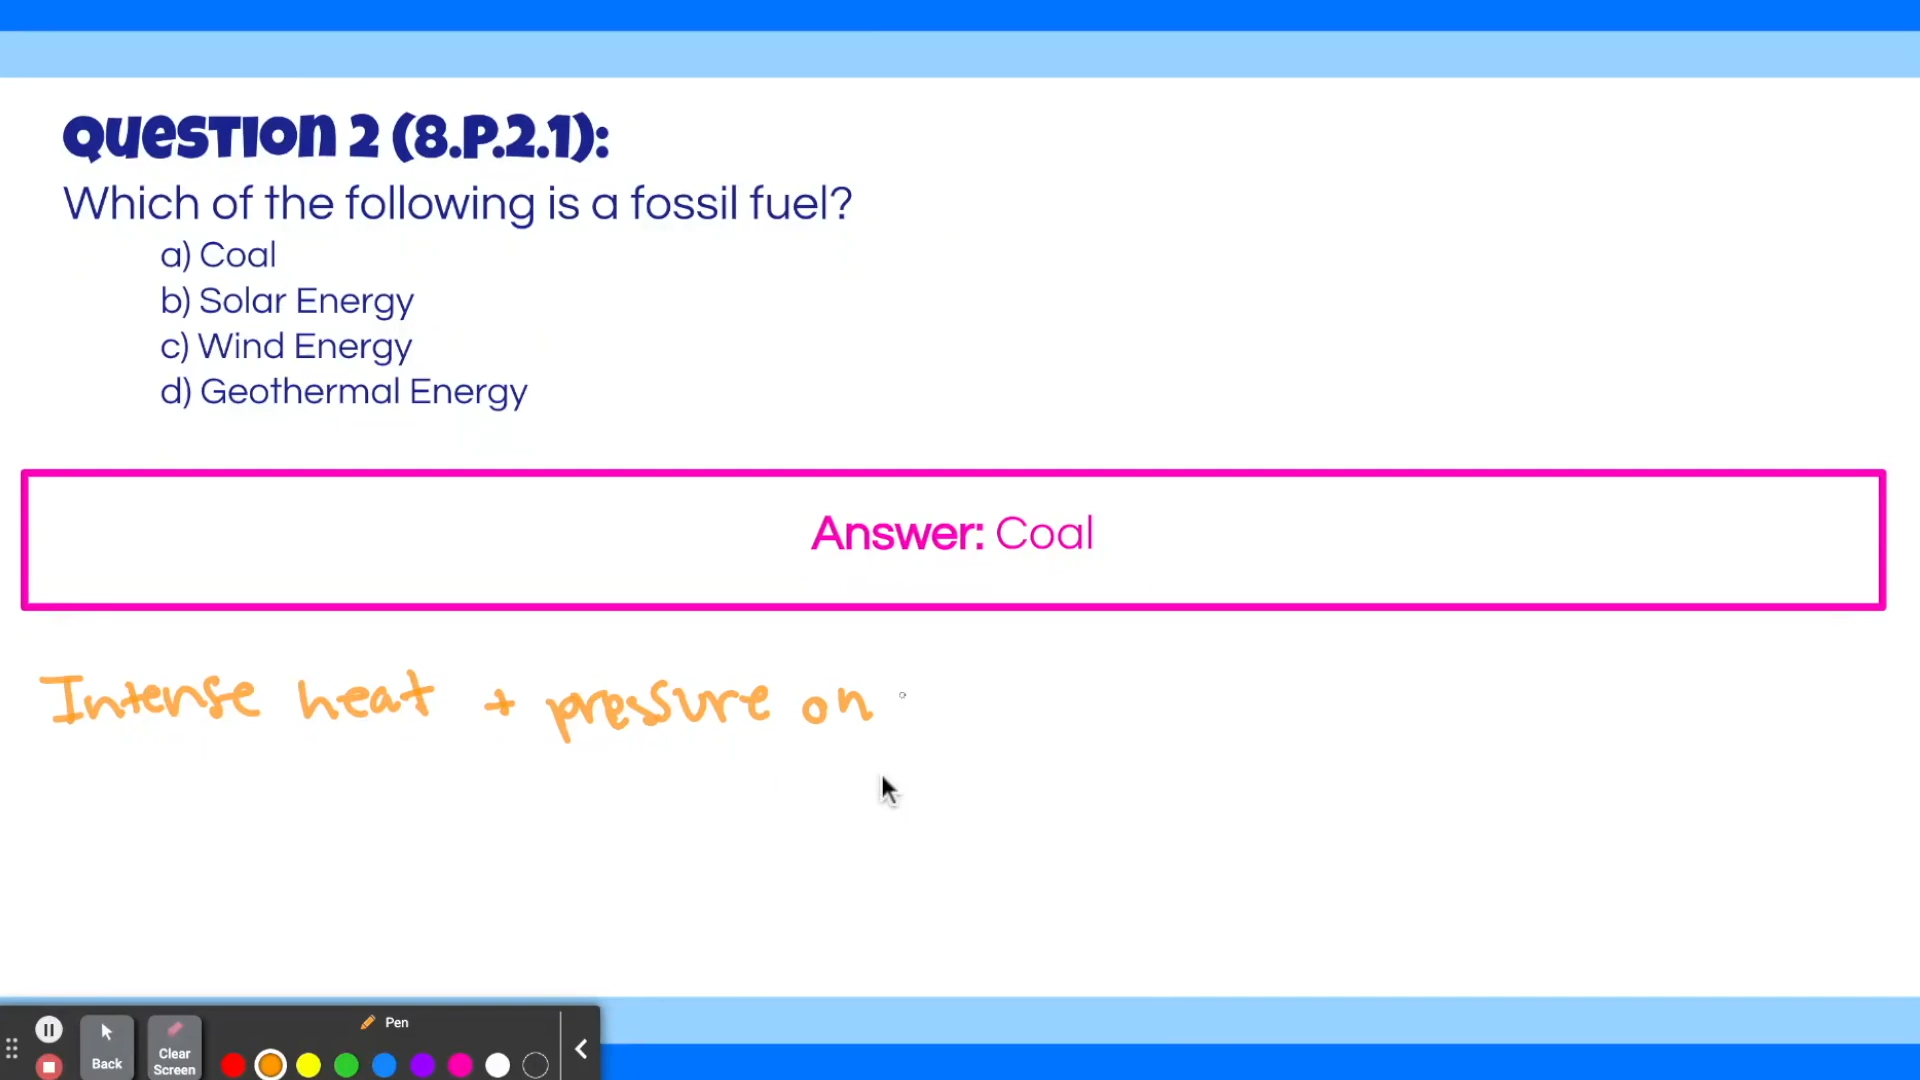 Question 2 (8.P.2.1):
Which of the following is a fossil fuel?
a) Coal
b) Solar Energy
c) Wind Energy
d) Geothermal Energy
Answer: Coal
Intense heat + pressure on
Pen
Back
Clear
Screen